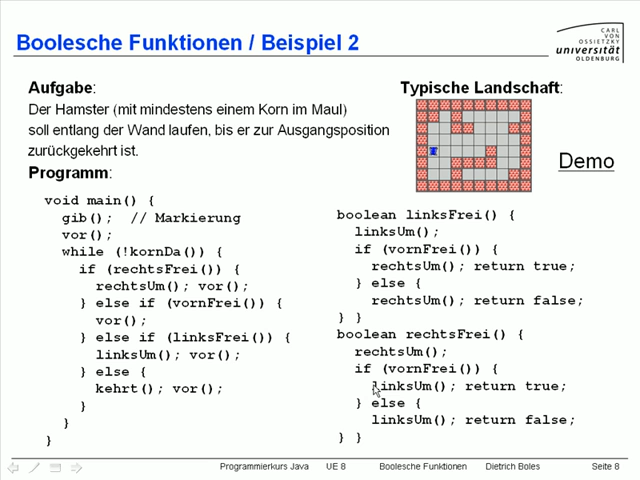 Boolesche Funktionen / Beispiel 2
CARL
VON
OSSIETZKY
universität
OLDENBURG
Aufgabe:
Der Hamster (mit mindestens einem Korn im Maul)
soll entlang der Wand laufen, bis er zur Ausgangsposition
zurückgekehrt ist.
Typische Landschaft:
Demo
Programm:
void main() {
gib(); // Markierung
vor();
while (!kornDa()) {
if (rechtsFrei()) {
rechtsUm(); vor();
} else if (vornFrei()) {
vor();
} else if (linksFrei()) {
linksUm(); vor();
} else {
kehrt(); vor();
}
}
}
boolean linksFrei() {
linksUm();
if (vornFrei()) {
rechtsUm(); return true;
} else {
rechtsUm(); return false;
} }
boolean rechtsFrei() {
rechtsUm();
if (vornFrei()) {
linksUm(); return true;
} else {
linksUm(); return false;
} }
Programmierkurs Java UE 8 Boolesche Funktionen Dietrich Boles Seite 8